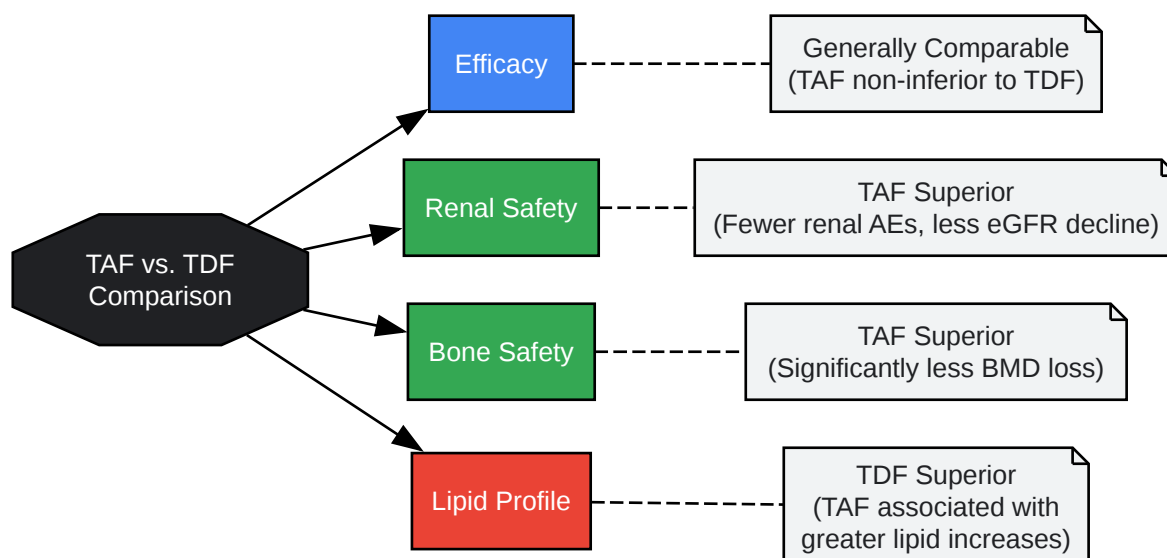 TAF vs. TDF
Comparison
Efficacy
Generally Comparable
(TAF non-inferior to TDF)
Renal Safety
TAF Superior
(Fewer renal AEs, less eGFR decline)
Bone Safety
TAF Superior
(Significantly less BMD loss)
Lipid Profile
TDF Superior
(TAF associated with
greater lipid increases)